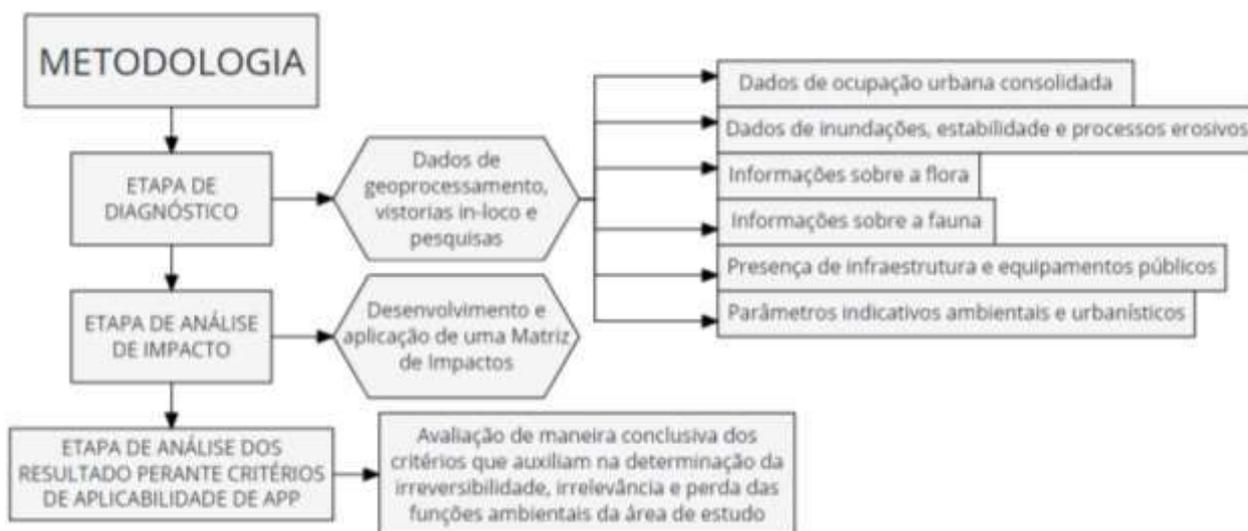 METODOLOGIA
ETAPA DE
DIAGNÓSTICO
Dados de
geoprocessamento,
vistorias in-loco e
pesquisas
Dados de ocupação urbana consolidada
Dados de inundações, estabilidade e processos erosivos
Informações sobre a flora
Informações sobre a fauna
Presença de infraestrutura e equipamentos públicos
Parâmetros indicativos ambientais e urbanísticos
ETAPA DE ANÁLISE
DE IMPACTO
Desenvolvimento e
aplicação de uma Matriz
de Impactos
ETAPA DE ANÁLISE DOS
RESULTADO PERANTE CRITÉRIOS
DE APLICABILIDADE DE APP
Avaliação de maneira conclusiva dos
critérios que auxiliam na determinação da
irreversibilidade, irrelevância e perda das
funções ambientais da área de estudo